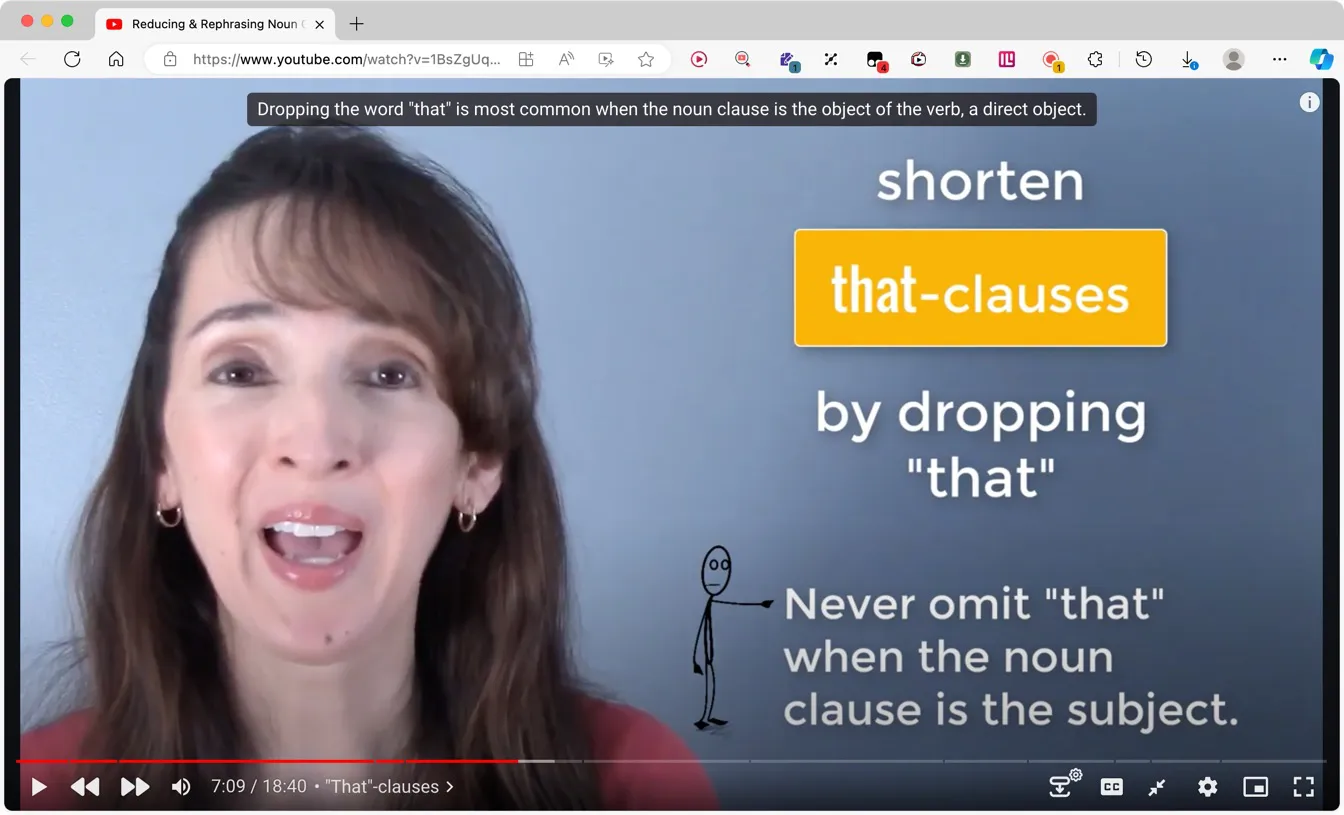 Reducing & Rephrasing Noun
https://www.youtube.com/watch?v=1BsZgUq...
1
4
1
Dropping the word "that" is most common when the noun clause is the object of the verb, a direct object.
shorten
that-clauses
by dropping
"that"
Never omit "that"
when the noun
clause is the subject.
7:09 / 18:40 • "That"-clauses >
CC